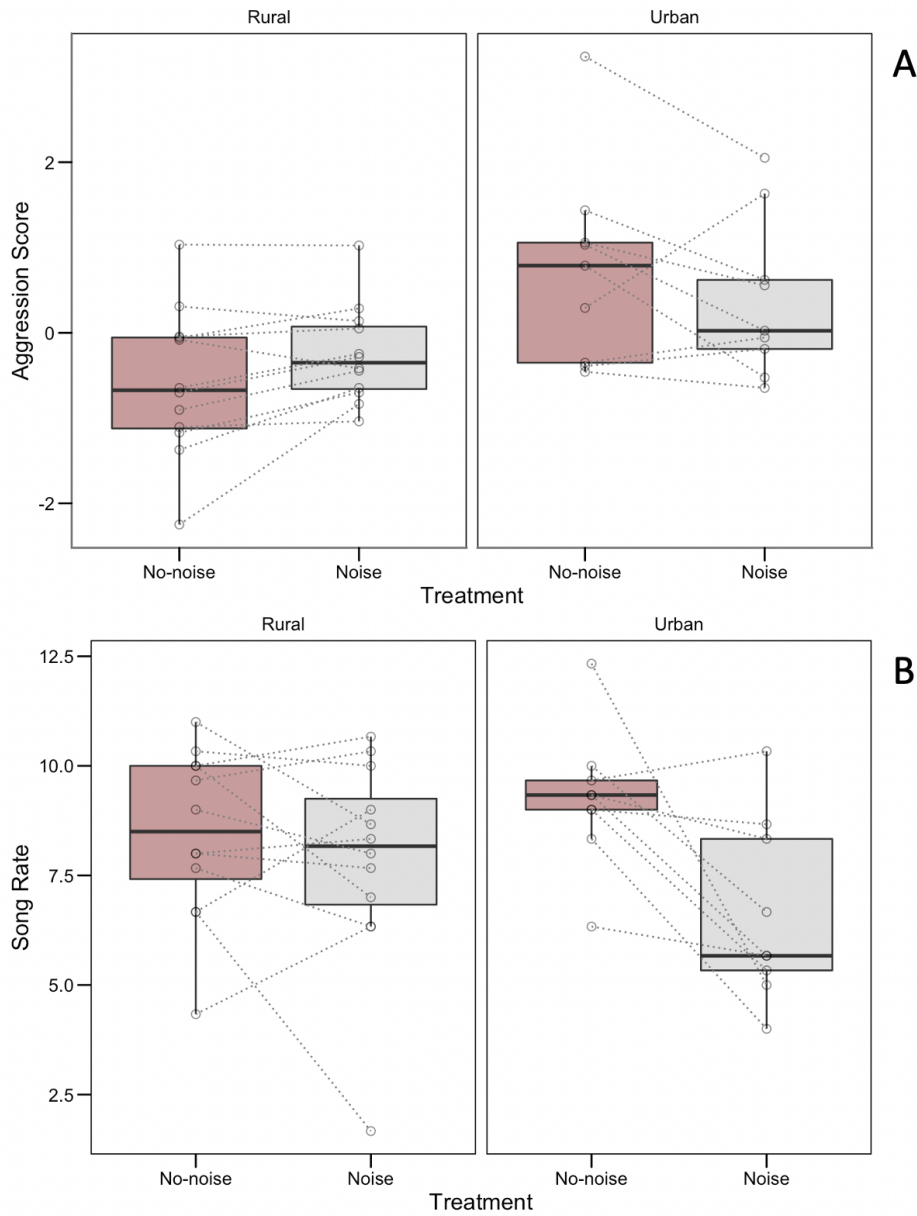 Rural Urban
A
2
0
-2
Aggression Score
No-noise Noise No-noise Noise
Treatment
Rural Urban
B
12.5
10.0
7.5
5.0
2.5
Song Rate
No-noise Noise No-noise Noise
Treatment